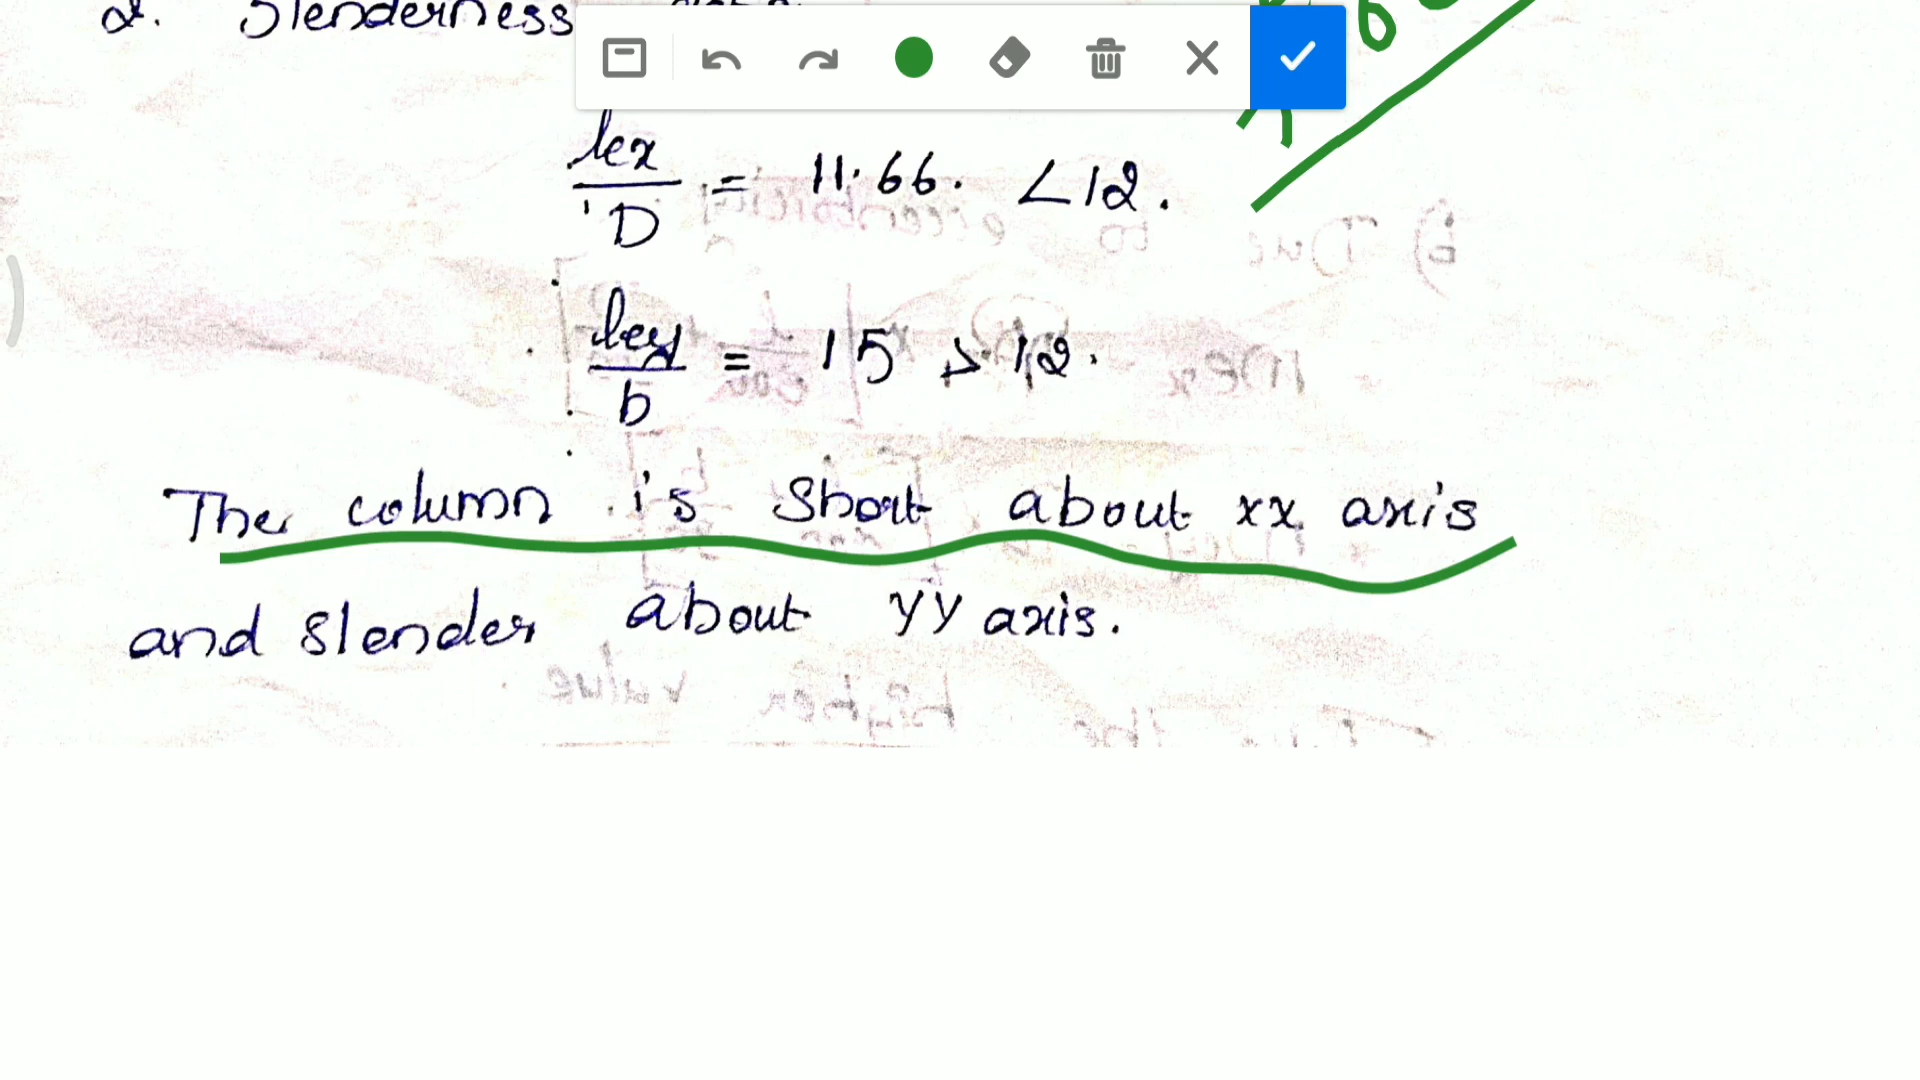 2. Slenderness
lex/D = 11.66. < 12.
ley/b = 15 > 12.
The column is Short about xx axis
and slender about yy axis.